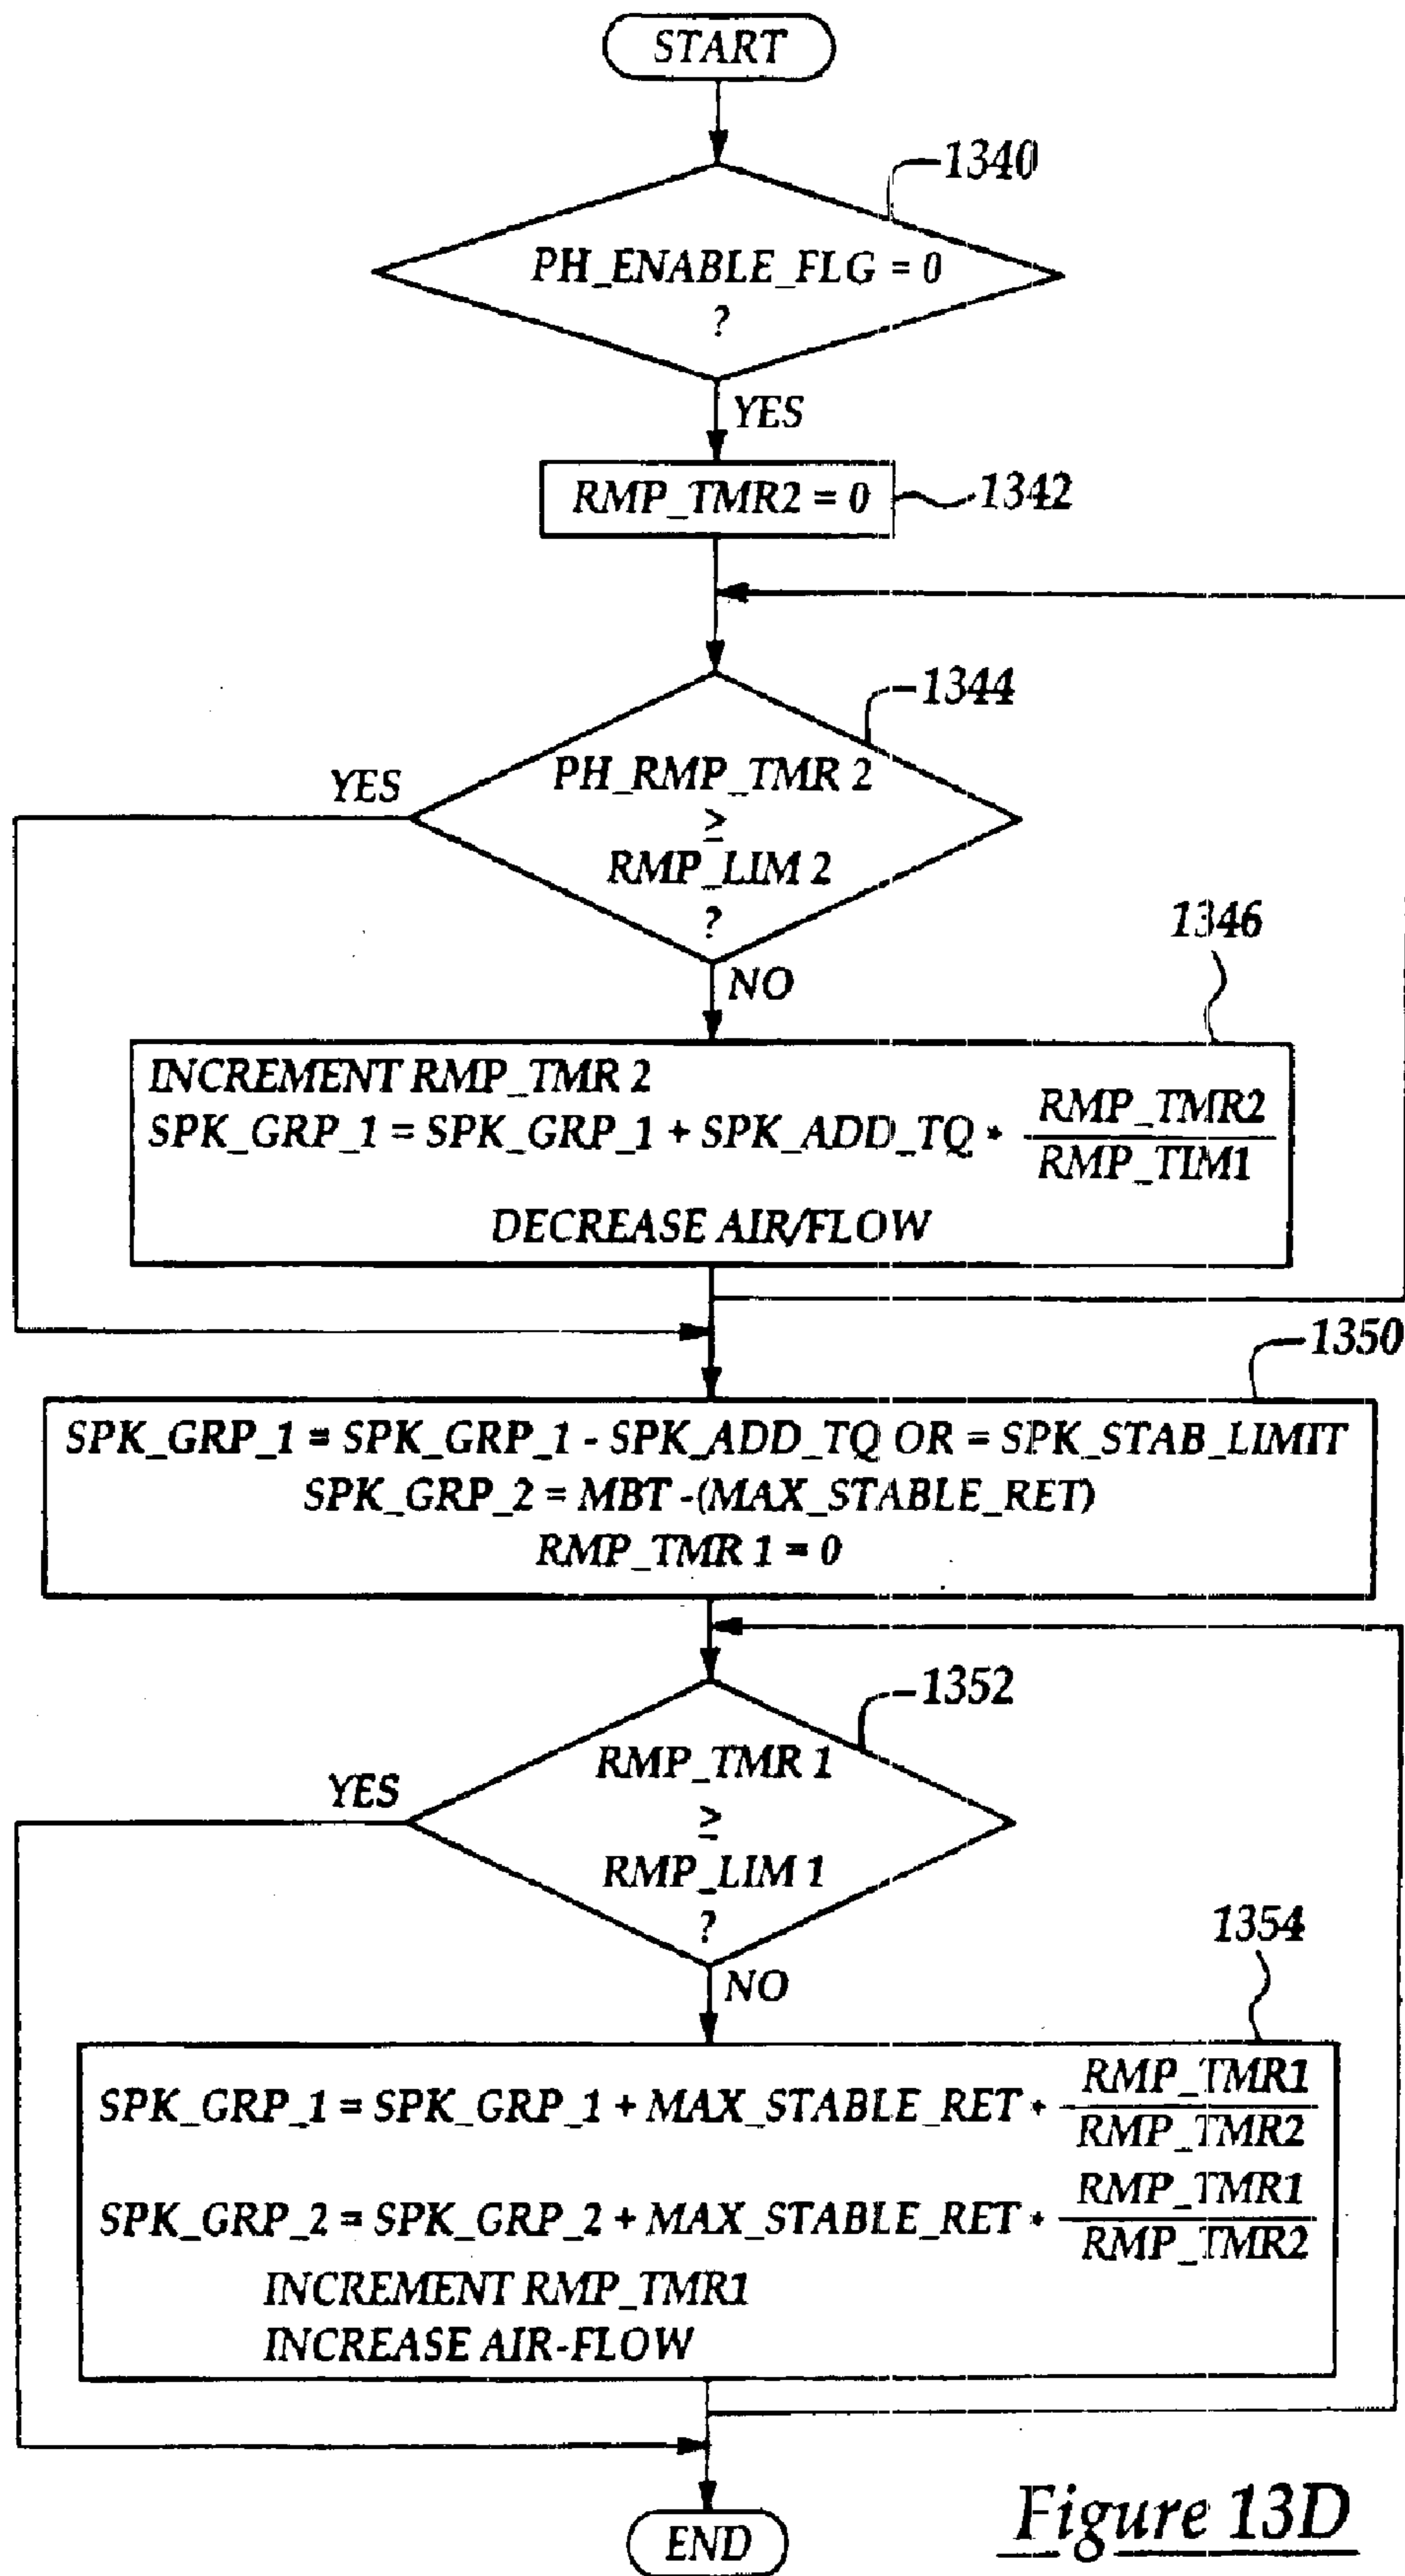 START
1340
PH_ENABLE_FLG = 0
?
YES
RMP_TMR2 = 0
1342
1344
PH_RMP_TMR 2
≥
RMP_LIM 2
?
YES
NO
1346
INCREMENT RMP_TMR 2
SPK_GRP_1 = SPK_GRP_1 + SPK_ADD_TQ * RMP_TMR2 / RMP_TIM1
DECREASE AIR/FLOW
1350
SPK_GRP_1 = SPK_GRP_1 - SPK_ADD_TQ OR = SPK_STAB_LIMIT
SPK_GRP_2 = MBT -(MAX_STABLE_RET)
RMP_TMR 1 = 0
1352
RMP_TMR 1
≥
RMP_LIM 1
?
YES
NO
1354
SPK_GRP_1 = SPK_GRP_1 + MAX_STABLE_RET * RMP_TMR1 / RMP_TMR2
SPK_GRP_2 = SPK_GRP_2 + MAX_STABLE_RET * RMP_TMR1 / RMP_TMR2
INCREMENT RMP_TMR1
INCREASE AIR-FLOW
END
Figure 13D